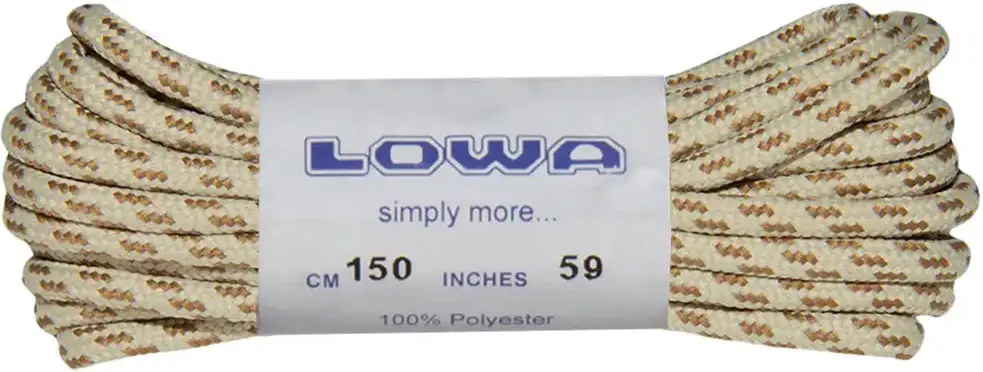 LOWA
simply more...
CM 150 INCHES 59
100% Polyester